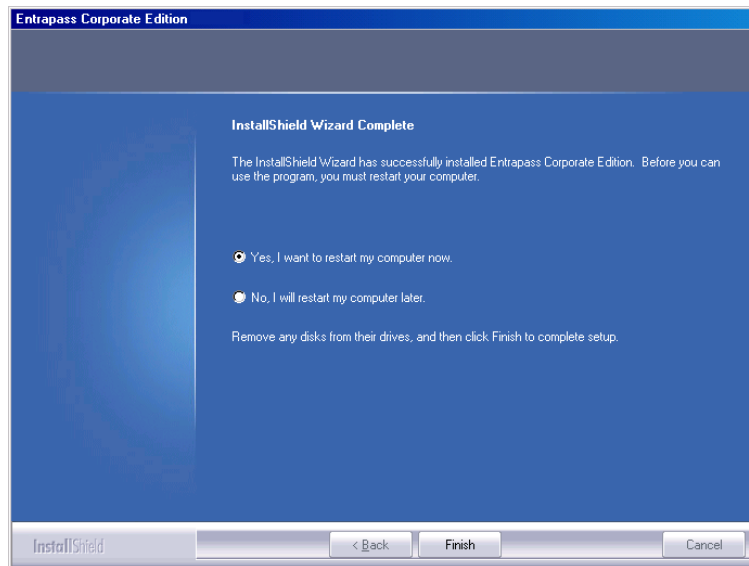 Entrapass Corporate Edition
InstallShield Wizard Complete
The InstallShield Wizard has successfully installed Entrapass Corporate Edition. Before you can
use the program, you must restart your computer.
Yes, I want to restart my computer now.
No, I will restart my computer later.
Remove any disks from their drives, and then click Finish to complete setup.
InstallShield
< Back
Finish
Cancel